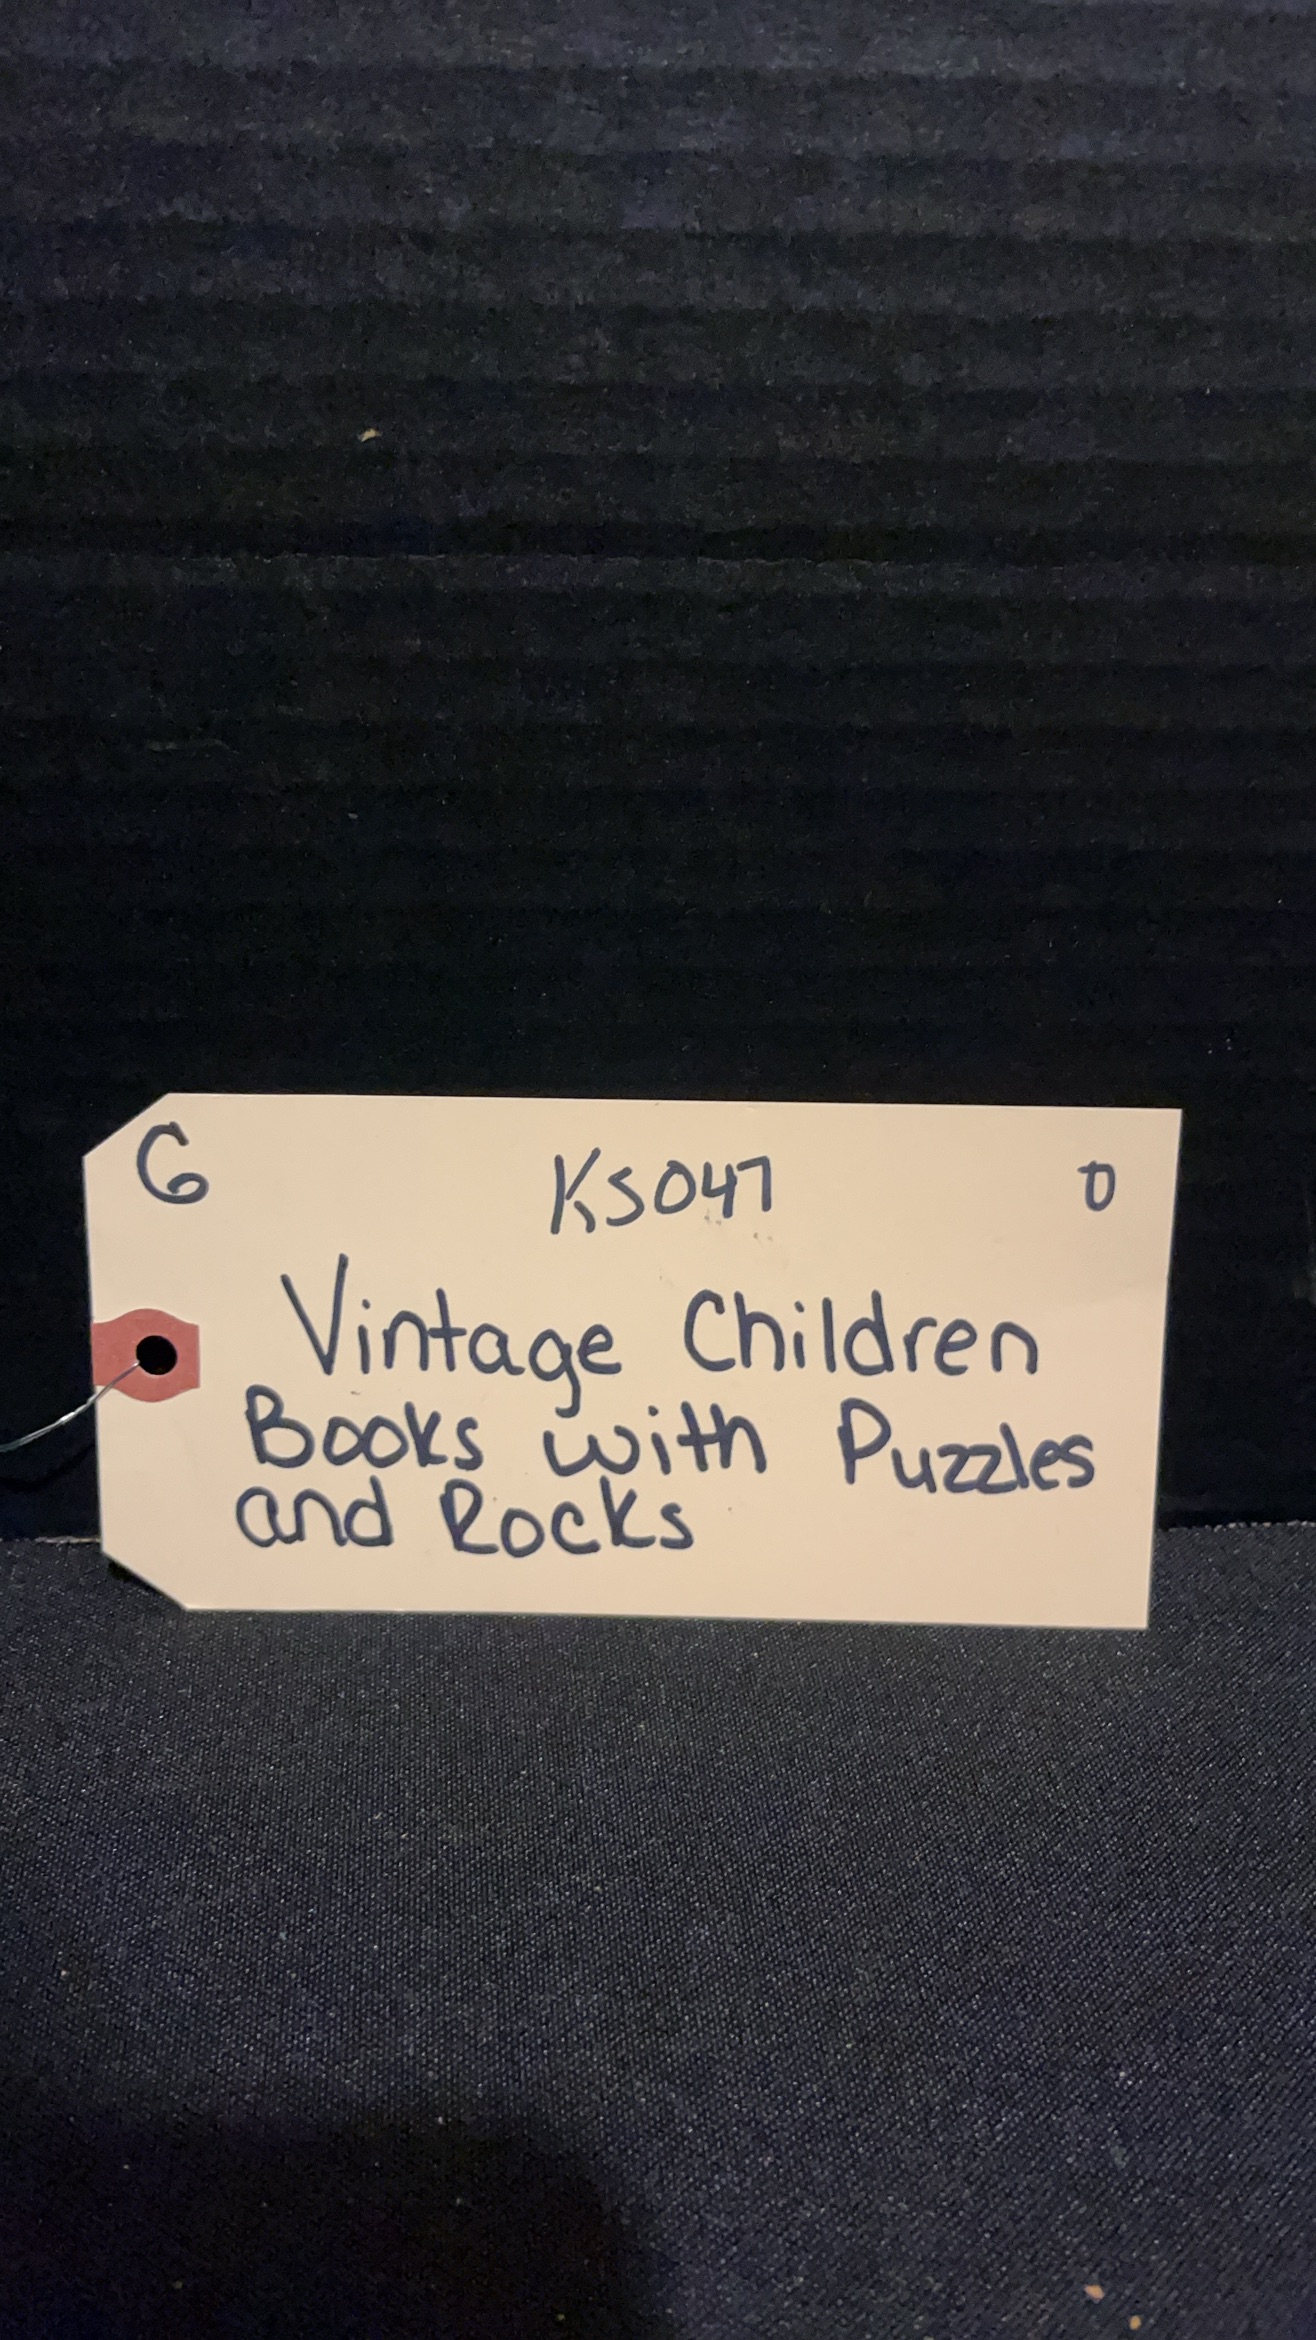 G KS047 0
Vintage Children
Books with Puzzles
and Rocks